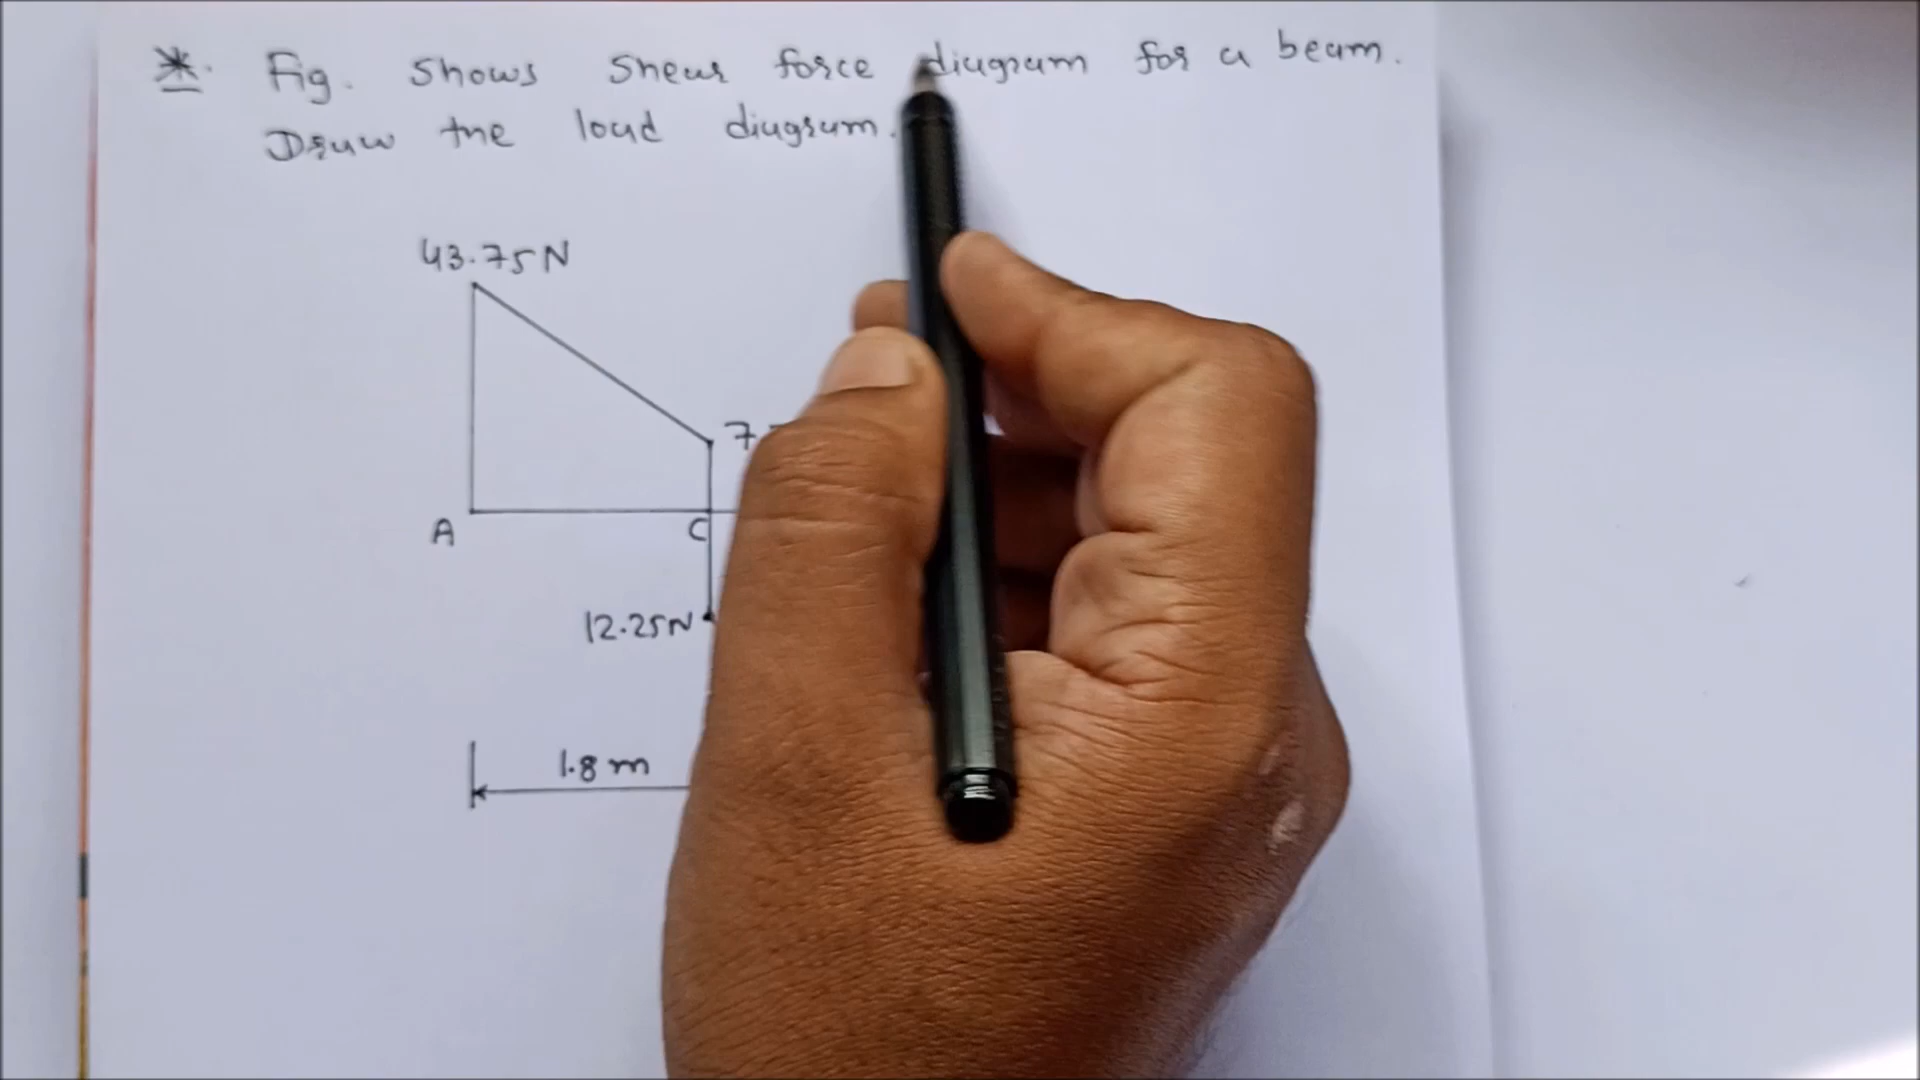 *. Fig. shows shear force diagram for a beam.
Draw the load diagram.
43.75N
A
C
12.25N
1.8 m